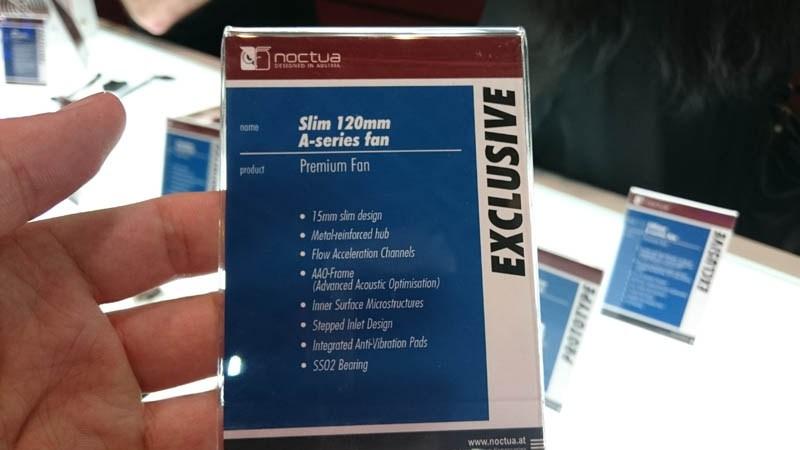 noctua
DESIGNED IN AUSTRIA
name
Slim 120mm
A-series fan
product
Premium Fan
• 15mm slim design
• Metal-reinforced hub
• Flow Acceleration Channels
• AAO-Frame
(Advanced Acoustic Optimisation)
• Inner Surface Microstructures
• Stepped Inlet Design
• Integrated Anti-Vibration Pads
• SSO2 Bearing
EXCLUSIVE
www.noctua.at
PROTOTYPE
noctua
EXCLUSIVE